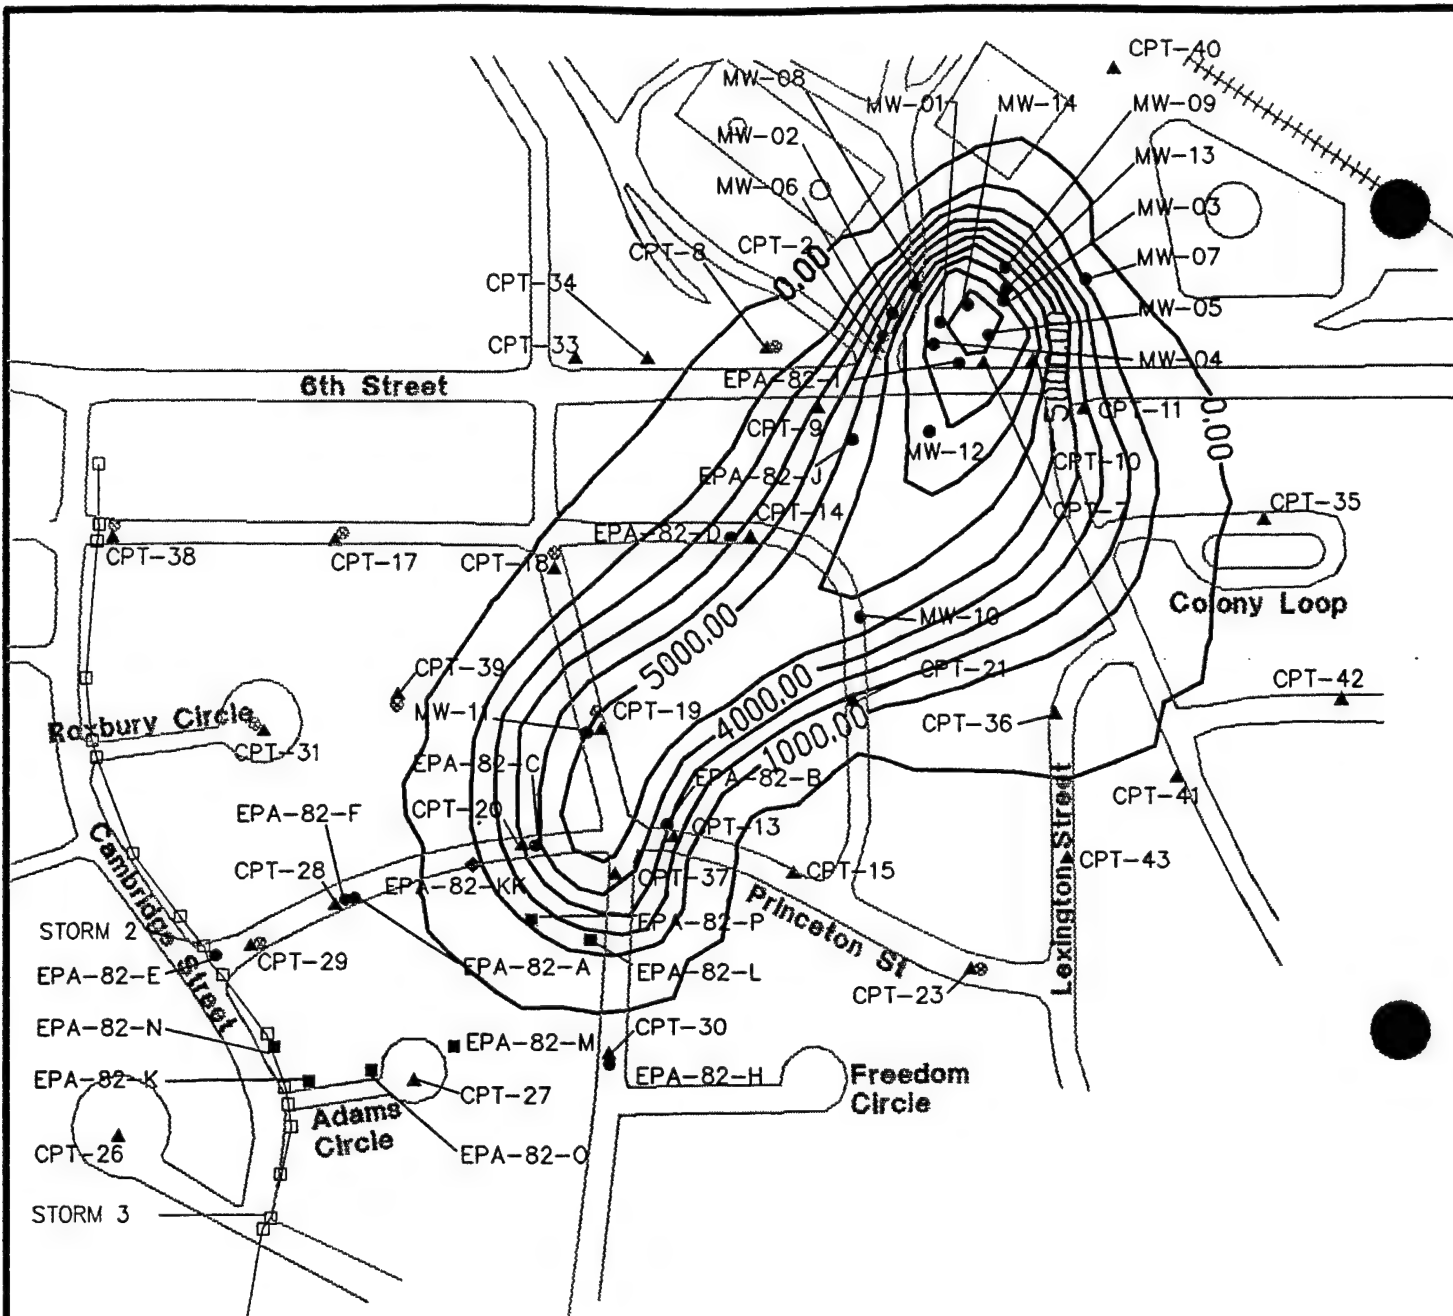 CPT-40
MW-08
MW-01
MW-14
MW-09
MW-02
MW-13
MW-06
MW-03
CPT-8
CPT-2
0.00
MW-07
CPT-34
MW-05
CPT-33
MW-04
6th Street
EPA-82-I
5000.00
CPT-11
0.00
CPT-9
MW-12
CPT-10
EPA-82-J
CPT-7
CPT-35
CPT-14
EPA-82-D
CPT-38
CPT-17
CPT-18
Colony Loop
MW-10
5000.00
CPT-39
CPT-21
CPT-42
4000.00
MW-11
CPT-19
CPT-36
Roxbury Circle
CPT-31
1000.00
EPA-82-C
EPA-82-B
CPT-41
EPA-82-F
CPT-20
CPT-13
Lexington Street
CPT-43
Cambridge Street
CPT-28
EPA-82-KK
CPT-37
CPT-15
Princeton St
STORM 2
EPA-82-P
EPA-82-E
CPT-29
EPA-82-A
EPA-82-L
CPT-23
EPA-82-N
EPA-82-M
CPT-30
EPA-82-K
CPT-27
EPA-82-H
Freedom
Circle
Adams
Circle
CPT-26
EPA-82-O
STORM 3